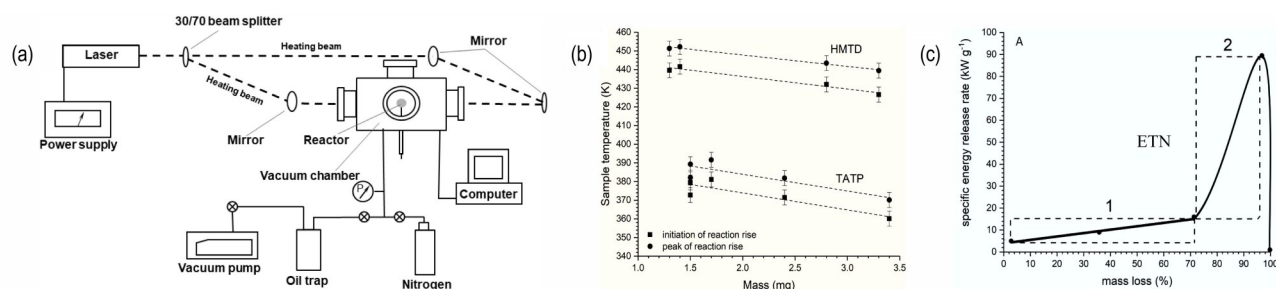 (a)
30/70 beam splitter
Laser
Heating beam
Mirror
Heating beam
Power supply
Mirror
Reactor
Vacuum chamber
P
Computer
Vacuum pump
Oil trap
Nitrogen
(b)
Sample temperature (K)
460
450
440
430
420
410
400
390
380
370
360
350
340
HMTD
TATP
initiation of reaction rise
peak of reaction rise
1.0 1.5 2.0 2.5 3.0 3.5
Mass (mg)
(c)
A
specific energy release rate (kW g⁻¹)
100
90
80
70
60
50
40
30
20
10
0
2
ETN
1
0 10 20 30 40 50 60 70 80 90 100
mass loss (%)